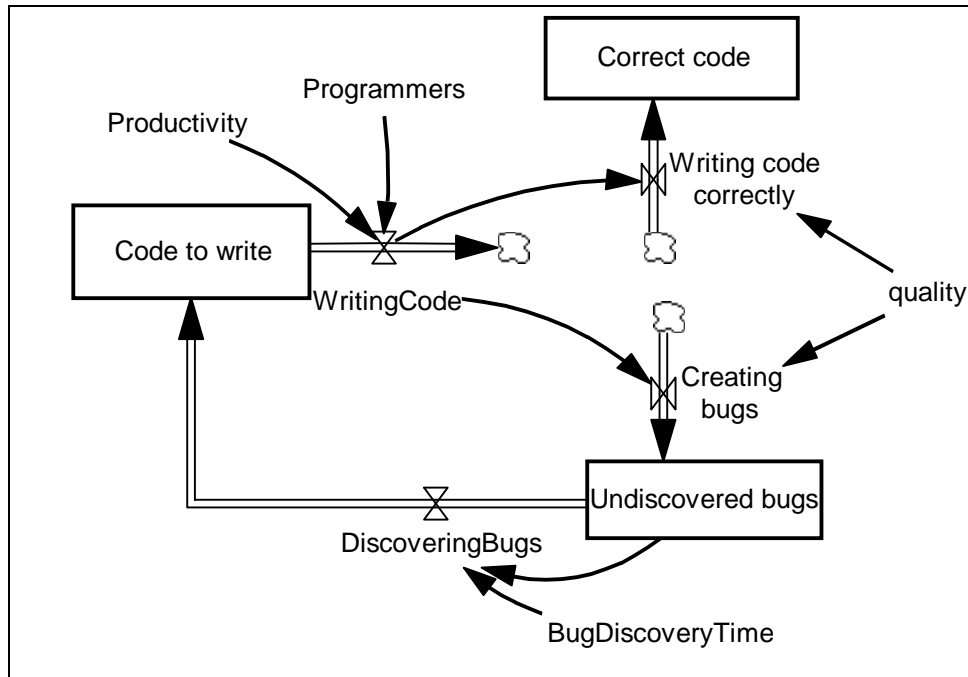 Correct code
Programmers
Productivity
Writing code
correctly
Code to write
WritingCode
quality
Creating
bugs
Undiscovered bugs
DiscoveringBugs
BugDiscoveryTime